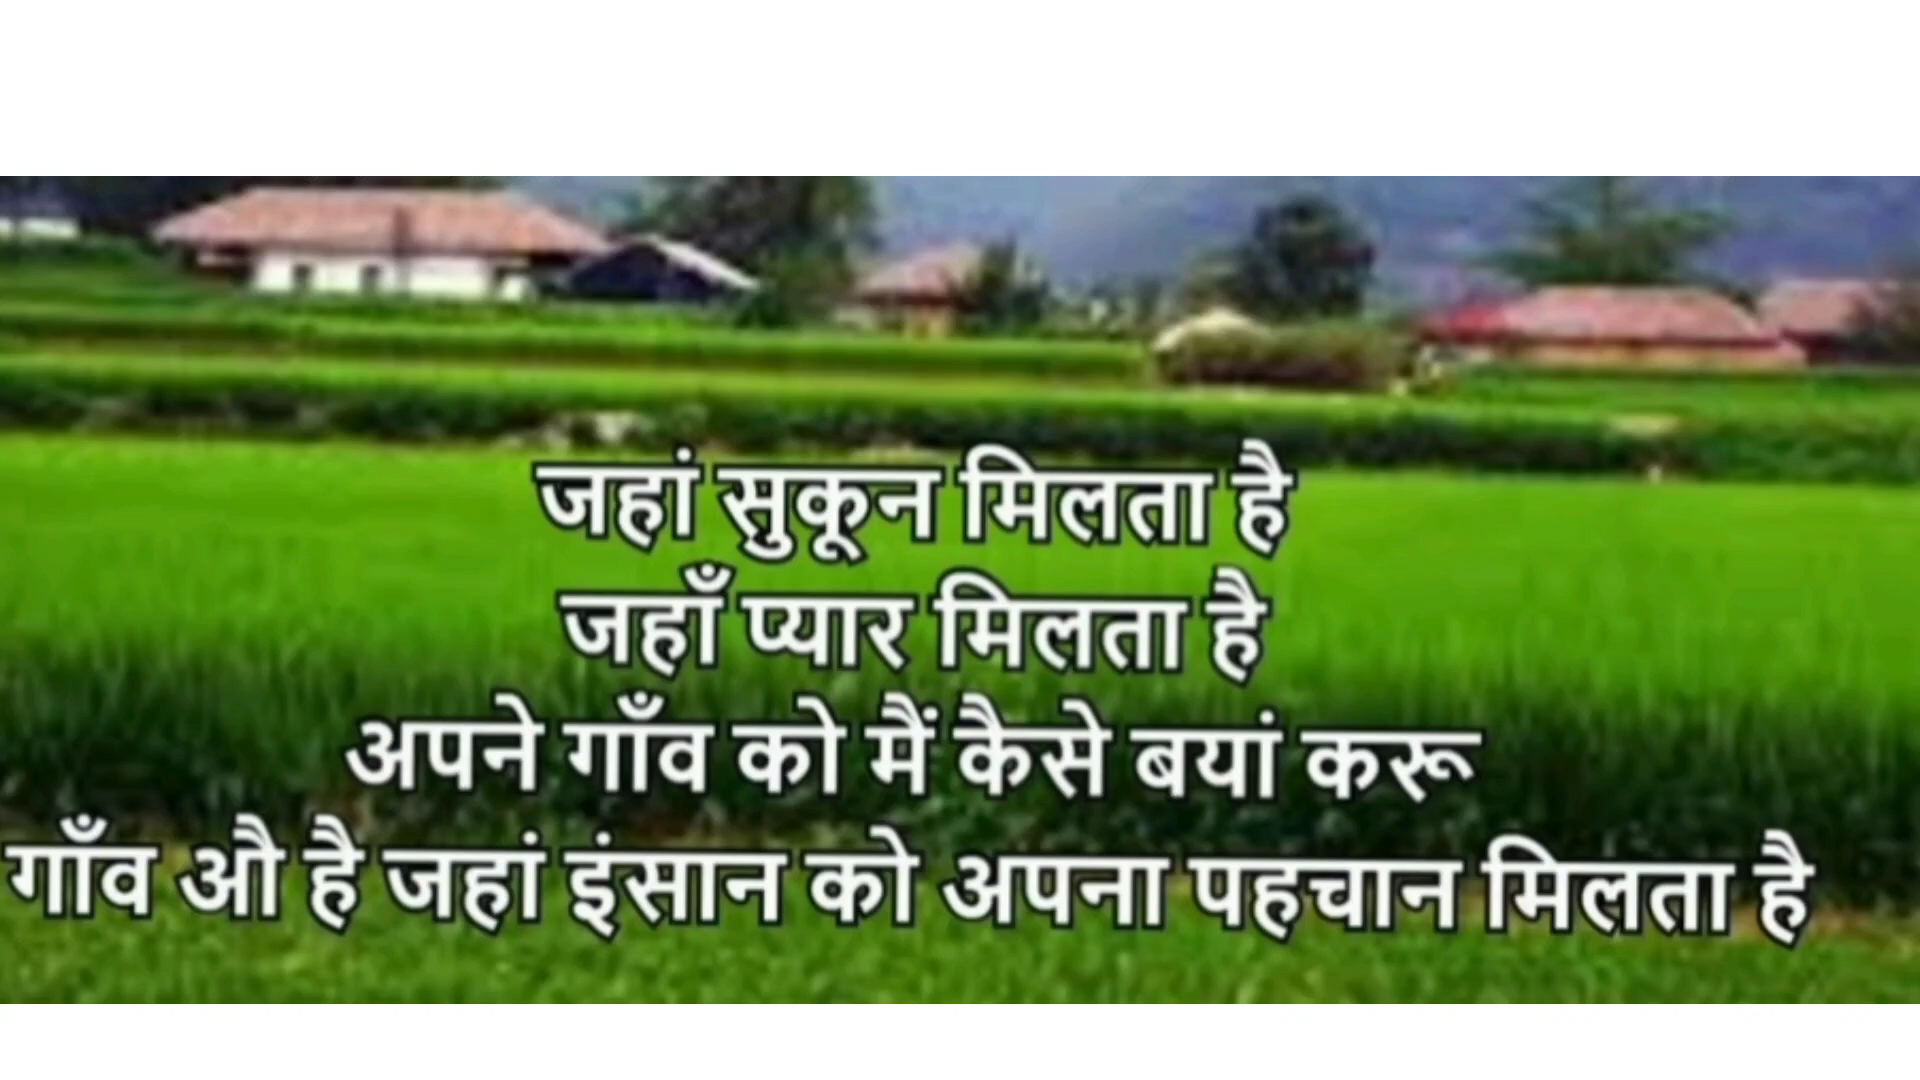 जहां सुकून मिलता है
जहाँ प्यार मिलता है
अपने गाँव को मैं कैसे बयां करू
गाँव औ है जहां इंसान को अपना पहचान मिलता है